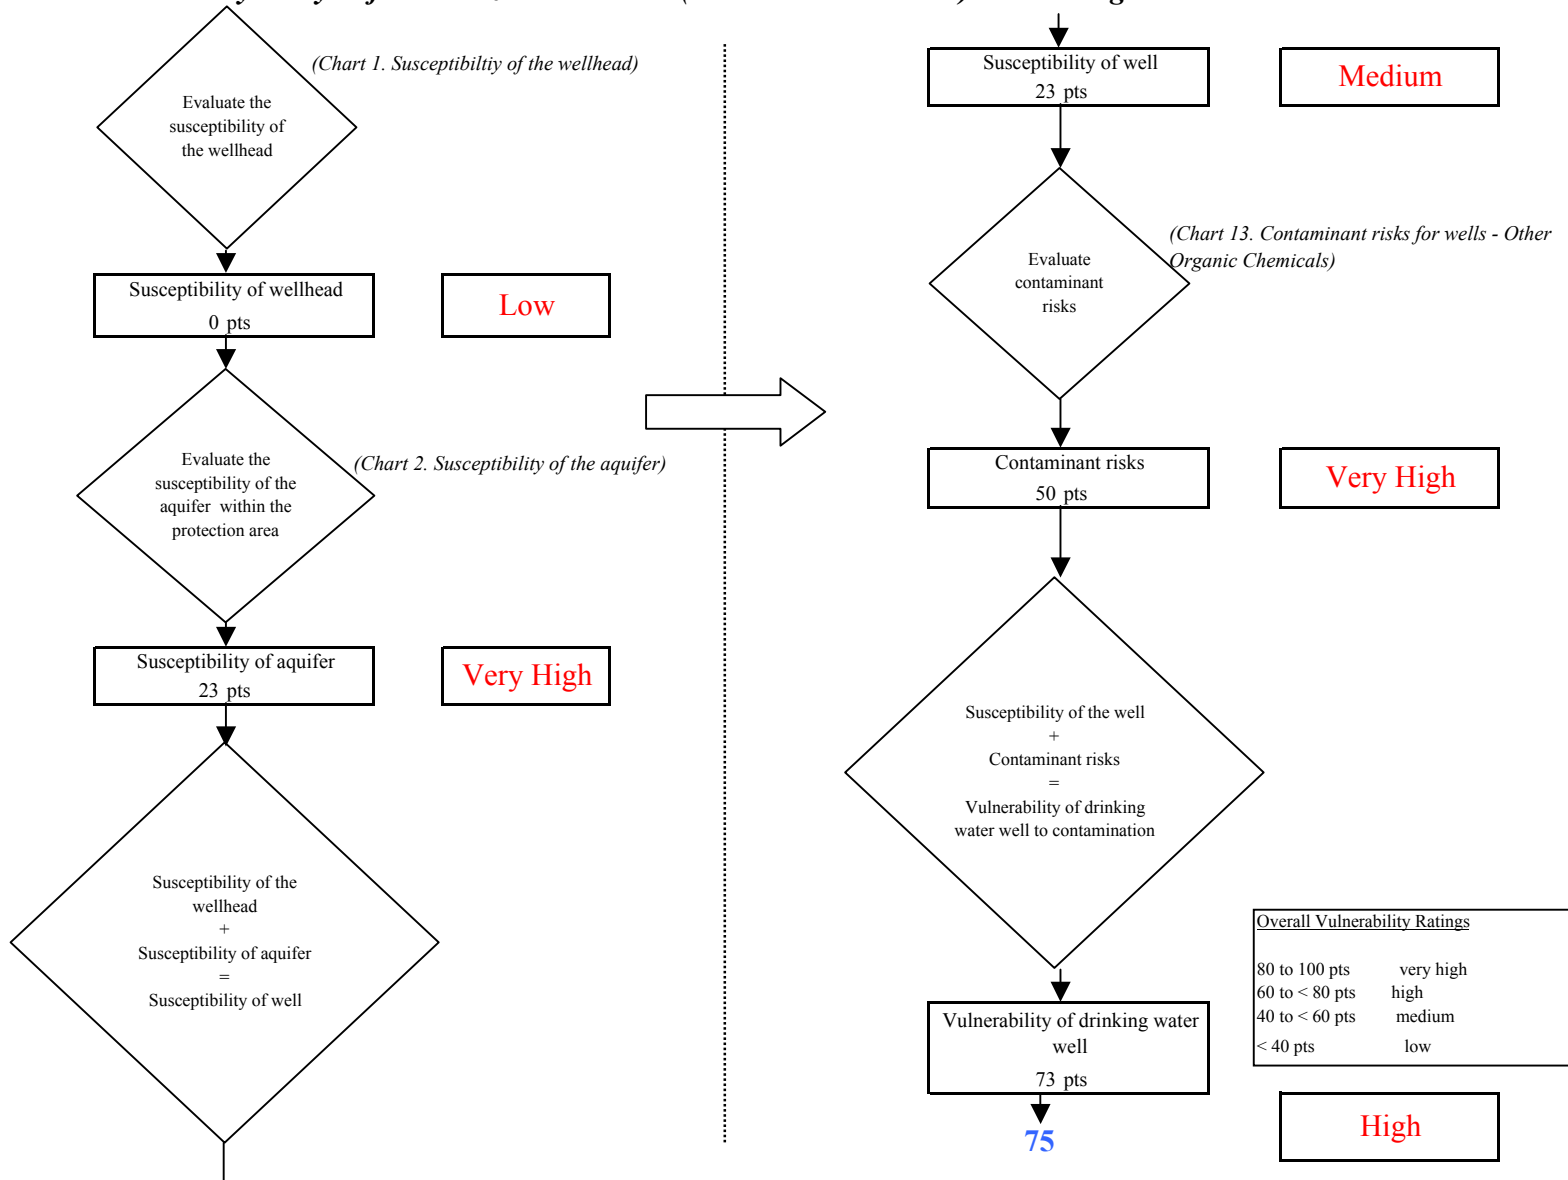 (Chart 1. Susceptibiltiy of the wellhead)
Evaluate the
susceptibility of
the wellhead
Susceptibility of wellhead
0 pts
Low
Evaluate the
susceptibility of the
aquifer within the
protection area
(Chart 2. Susceptibility of the aquifer)
Susceptibility of aquifer
23 pts
Very High
Susceptibility of the
wellhead
+
Susceptibility of aquifer
=
Susceptibility of well
Susceptibility of well
23 pts
Medium
Evaluate
contaminant
risks
(Chart 13. Contaminant risks for wells - Other
Organic Chemicals)
Contaminant risks
50 pts
Very High
Susceptibility of the well
+
Contaminant risks
=
Vulnerability of drinking
water well to contamination
Overall Vulnerability Ratings
80 to 100 pts very high
60 to < 80 pts high
40 to < 60 pts medium
< 40 pts low
Vulnerability of drinking water
well
73 pts
75
High